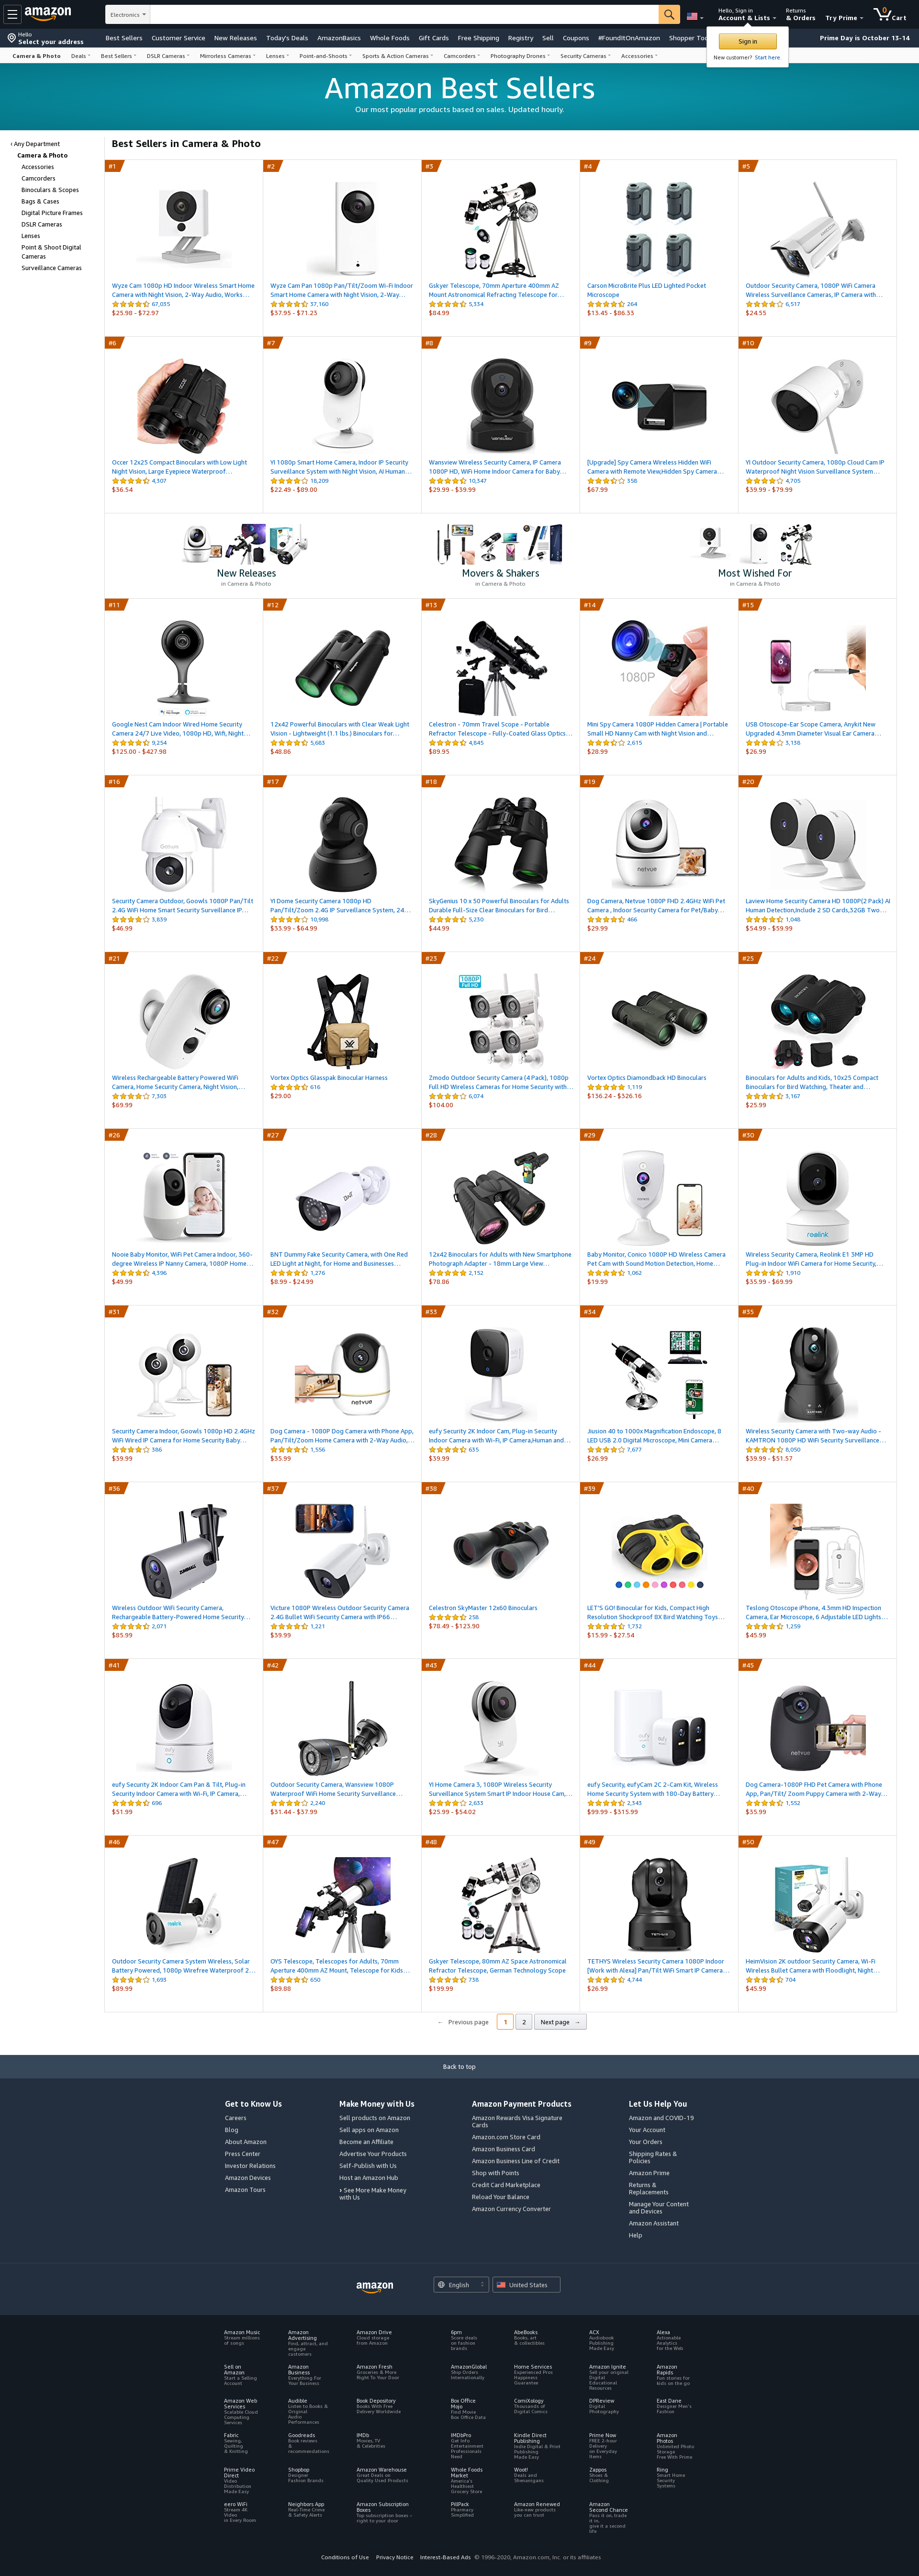 amazon
Electronics
Hello, Sign in
Account & Lists
Returns
& Orders
Try Prime
0
Cart
Hello
Select your address
Best Sellers Customer Service New Releases Today's Deals AmazonBasics Whole Foods Gift Cards Free Shipping Registry Sell Coupons #FoundItOnAmazon Shopper Too
Prime Day is October 13-14
Sign in
New customer? Start here.
Camera & Photo Deals Best Sellers DSLR Cameras Mirrorless Cameras Lenses Point-and-Shoots Sports & Action Cameras Camcorders Photography Drones Security Cameras Accessories
Amazon Best Sellers
Our most popular products based on sales. Updated hourly.
‹ Any Department
Camera & Photo
Accessories
Camcorders
Binoculars & Scopes
Bags & Cases
Digital Picture Frames
DSLR Cameras
Lenses
Point & Shoot Digital
Cameras
Surveillance Cameras
Best Sellers in Camera & Photo
#1
Wyze Cam 1080p HD Indoor Wireless Smart Home
Camera with Night Vision, 2-Way Audio, Works…
67,055
$25.98 - $72.97
#2
Wyze Cam Pan 1080p Pan/Tilt/Zoom Wi-Fi Indoor
Smart Home Camera with Night Vision, 2-Way…
37,160
$37.95 - $71.23
#3
Gskyer Telescope, 70mm Aperture 400mm AZ
Mount Astronomical Refracting Telescope for…
5,334
$84.99
#4
Carson MicroBrite Plus LED Lighted Pocket
Microscope
264
$13.45 - $86.33
#5
Outdoor Security Camera, 1080P WiFi Camera
Wireless Surveillance Cameras, IP Camera with…
6,517
$24.55
#6
Occer 12x25 Compact Binoculars with Low Light
Night Vision, Large Eyepiece Waterproof…
4,307
$36.54
#7
YI 1080p Smart Home Camera, Indoor IP Security
Surveillance System with Night Vision, AI Human…
18,209
$22.49 - $89.00
#8
Wansview Wireless Security Camera, IP Camera
1080P HD, WiFi Home Indoor Camera for Baby…
10,347
$29.99 - $39.99
#9
[Upgrade] Spy Camera Wireless Hidden WiFi
Camera with Remote View,Hidden Spy Camera…
358
$67.99
#10
YI Outdoor Security Camera, 1080p Cloud Cam IP
Waterproof Night Vision Surveillance System…
4,705
$39.99 - $79.99
New Releases
in Camera & Photo
Movers & Shakers
in Camera & Photo
Most Wished For
in Camera & Photo
#11
Google Nest Cam Indoor Wired Home Security
Camera 24/7 Live Video, 1080p HD, Wifi, Night…
9,254
$125.00 - $427.98
#12
12x42 Powerful Binoculars with Clear Weak Light
Vision - Lightweight (1.1 lbs.) Binoculars for…
5,683
$48.86
#13
Celestron - 70mm Travel Scope - Portable
Refractor Telescope - Fully-Coated Glass Optics…
4,845
$89.95
#14
1080P
Mini Spy Camera 1080P Hidden Camera | Portable
Small HD Nanny Cam with Night Vision and…
2,615
$28.99
#15
USB Otoscope-Ear Scope Camera, Anykit New
Upgraded 4.3mm Diameter Visual Ear Camera…
3,138
$26.99
#16
Security Camera Outdoor, Goowls 1080P Pan/Tilt
2.4G WiFi Home Smart Security Surveillance IP…
3,839
$46.99
#17
YI Dome Security Camera 1080p HD
Pan/Tilt/Zoom 2.4G IP Surveillance System, 24…
10,998
$33.99 - $64.99
#18
SkyGenius 10 x 50 Powerful Binoculars for Adults
Durable Full-Size Clear Binoculars for Bird…
5,230
$44.99
#19
netvue
Dog Camera, Netvue 1080P FHD 2.4GHz WiFi Pet
Camera , Indoor Security Camera for Pet/Baby…
466
$29.99
#20
Laview Home Security Camera HD 1080P(2 Pack) AI
Human Detection,Include 2 SD Cards,32GB Two…
1,048
$54.99 - $59.99
#21
Wireless Rechargeable Battery Powered WiFi
Camera, Home Security Camera, Night Vision,…
7,303
$69.99
#22
Vortex Optics Glasspak Binocular Harness
616
$29.00
#23
1080P
Full HD
Zmodo Outdoor Security Camera (4 Pack), 1080p
Full HD Wireless Cameras for Home Security with…
6,074
$104.00
#24
Vortex Optics Diamondback HD Binoculars
1,119
$136.24 - $326.16
#25
Binoculars for Adults and Kids, 10x25 Compact
Binoculars for Bird Watching, Theater and…
3,167
$25.99
#26
Nooie Baby Monitor, WiFi Pet Camera Indoor, 360-
degree Wireless IP Nanny Camera, 1080P Home…
4,596
$49.99
#27
BNT Dummy Fake Security Camera, with One Red
LED Light at Night, for Home and Businesses…
1,276
$8.99 - $24.99
#28
12x42 Binoculars for Adults with New Smartphone
Photograph Adapter - 18mm Large View…
2,152
$78.86
#29
Baby Monitor, Conico 1080P HD Wireless Camera
Pet Cam with Sound Motion Detection, Home…
1,062
$19.99
#30
reolink
Wireless Security Camera, Reolink E1 3MP HD
Plug-in Indoor WiFi Camera for Home Security,…
1,910
$35.99 - $69.99
#31
Security Camera Indoor, Goowls 1080p HD 2.4GHz
WiFi Wired IP Camera for Home Security Baby…
386
$39.99
#32
netvue
Dog Camera - 1080P Dog Camera with Phone App,
Pan/Tilt/Zoom Home Camera with 2-Way Audio,…
1,556
$35.99
#33
eufy Security 2K Indoor Cam, Plug-in Security
Indoor Camera with Wi-Fi, IP Camera,Human and…
635
$39.99
#34
Jiusion 40 to 1000x Magnification Endoscope, 8
LED USB 2.0 Digital Microscope, Mini Camera…
7,677
$26.99
#35
Wireless Security Camera with Two-way Audio -
KAMTRON 1080P HD WiFi Security Surveillance…
8,050
$39.99 - $51.57
#36
Wireless Outdoor WiFi Security Camera,
Rechargeable Battery-Powered Home Security…
2,071
$85.99
#37
Victure 1080P Wireless Outdoor Security Camera
2.4G Bullet WiFi Security Camera with IP66…
1,221
$39.99
#38
Celestron SkyMaster 12x60 Binoculars
258
$78.49 - $123.90
#39
LET'S GO! Binocular for Kids, Compact High
Resolution Shockproof 8X Bird Watching Toys…
1,732
$15.99 - $27.54
#40
Teslong Otoscope iPhone, 4.3mm HD Inspection
Camera, Ear Microscope, 6 Adjustable LED Lights…
1,259
$45.99
#41
eufy Security 2K Indoor Cam Pan & Tilt, Plug-in
Security Indoor Camera with Wi-Fi, IP Camera,…
696
$51.99
#42
Outdoor Security Camera, Wansview 1080P
Waterproof WiFi Home Security Surveillance…
2,240
$31.44 - $37.99
#43
YI Home Camera 3, 1080P Wireless Security
Surveillance System Smart IP Indoor House Cam,…
2,633
$25.99 - $54.02
#44
eufy Security, eufyCam 2C 2-Cam Kit, Wireless
Home Security System with 180-Day Battery…
2,343
$99.99 - $315.99
#45
netvue
Dog Camera-1080P FHD Pet Camera with Phone
App, Pan/Tilt/ Zoom Puppy Camera with 2-Way…
1,552
$35.99
#46
Outdoor Security Camera System Wireless, Solar
Battery Powered, 1080p Wirefree Waterproof 2…
1,693
$89.99
#47
OYS Telescope, Telescopes for Adults, 70mm
Aperture 400mm AZ Mount, Telescope for Kids…
650
$89.88
#48
Gskyer Telescope, 80mm AZ Space Astronomical
Refractor Telescope, German Technology Scope
738
$199.99
#49
TETHYS
TETHYS Wireless Security Camera 1080P Indoor
[Work with Alexa] Pan/Tilt WiFi Smart IP Camera…
4,744
$26.99
#50
HeimVision 2K outdoor Security Camera, Wi-Fi
Wireless Bullet Camera with Floodlight, Night…
704
$45.99
← Previous page 1 2 Next page →
Back to top
Get to Know Us
Careers
Blog
About Amazon
Press Center
Investor Relations
Amazon Devices
Amazon Tours
Make Money with Us
Sell products on Amazon
Sell apps on Amazon
Become an Affiliate
Advertise Your Products
Self-Publish with Us
Host an Amazon Hub
› See More Make Money
with Us
Amazon Payment Products
Amazon Rewards Visa Signature
Cards
Amazon.com Store Card
Amazon Business Card
Amazon Business Line of Credit
Shop with Points
Credit Card Marketplace
Reload Your Balance
Amazon Currency Converter
Let Us Help You
Amazon and COVID-19
Your Account
Your Orders
Shipping Rates &
Policies
Amazon Prime
Returns &
Replacements
Manage Your Content
and Devices
Amazon Assistant
Help
amazon
English
United States
Amazon Music
Stream millions
of songs
Amazon
Advertising
Find, attract, and
engage
customers
Amazon Drive
Cloud storage
from Amazon
6pm
Score deals
on fashion
brands
AbeBooks
Books, art
& collectibles
ACX
Audiobook
Publishing
Made Easy
Alexa
Actionable
Analytics
for the Web
Sell on
Amazon
Start a Selling
Account
Amazon
Business
Everything For
Your Business
Amazon Fresh
Groceries & More
Right To Your Door
AmazonGlobal
Ship Orders
Internationally
Home Services
Experienced Pros
Happiness
Guarantee
Amazon Ignite
Sell your original
Digital
Educational
Resources
Amazon
Rapids
Fun stories for
kids on the go
Amazon Web
Services
Scalable Cloud
Computing
Services
Audible
Listen to Books &
Original
Audio
Performances
Book Depository
Books With Free
Delivery Worldwide
Box Office
Mojo
Find Movie
Box Office Data
ComiXology
Thousands of
Digital Comics
DPReview
Digital
Photography
East Dane
Designer Men's
Fashion
Fabric
Sewing,
Quilting
& Knitting
Goodreads
Book reviews
&
recommendations
IMDb
Movies, TV
& Celebrities
IMDbPro
Get Info
Entertainment
Professionals
Need
Kindle Direct
Publishing
Indie Digital & Print
Publishing
Made Easy
Prime Now
FREE 2-hour
Delivery
on Everyday
Items
Amazon
Photos
Unlimited Photo
Storage
Free With Prime
Prime Video
Direct
Video
Distribution
Made Easy
Shopbop
Designer
Fashion Brands
Amazon Warehouse
Great Deals on
Quality Used Products
Whole Foods
Market
America's
Healthiest
Grocery Store
Woot!
Deals and
Shenanigans
Zappos
Shoes &
Clothing
Ring
Smart Home
Security
Systems
eero WiFi
Stream 4K
Video
in Every Room
Neighbors App
Real-Time Crime
& Safety Alerts
Amazon Subscription
Boxes
Top subscription boxes –
right to your door
PillPack
Pharmacy
Simplified
Amazon Renewed
Like-new products
you can trust
Amazon
Second Chance
Pass it on, trade
it in,
give it a second
life
Conditions of Use Privacy Notice Interest-Based Ads © 1996-2020, Amazon.com, Inc. or its affiliates